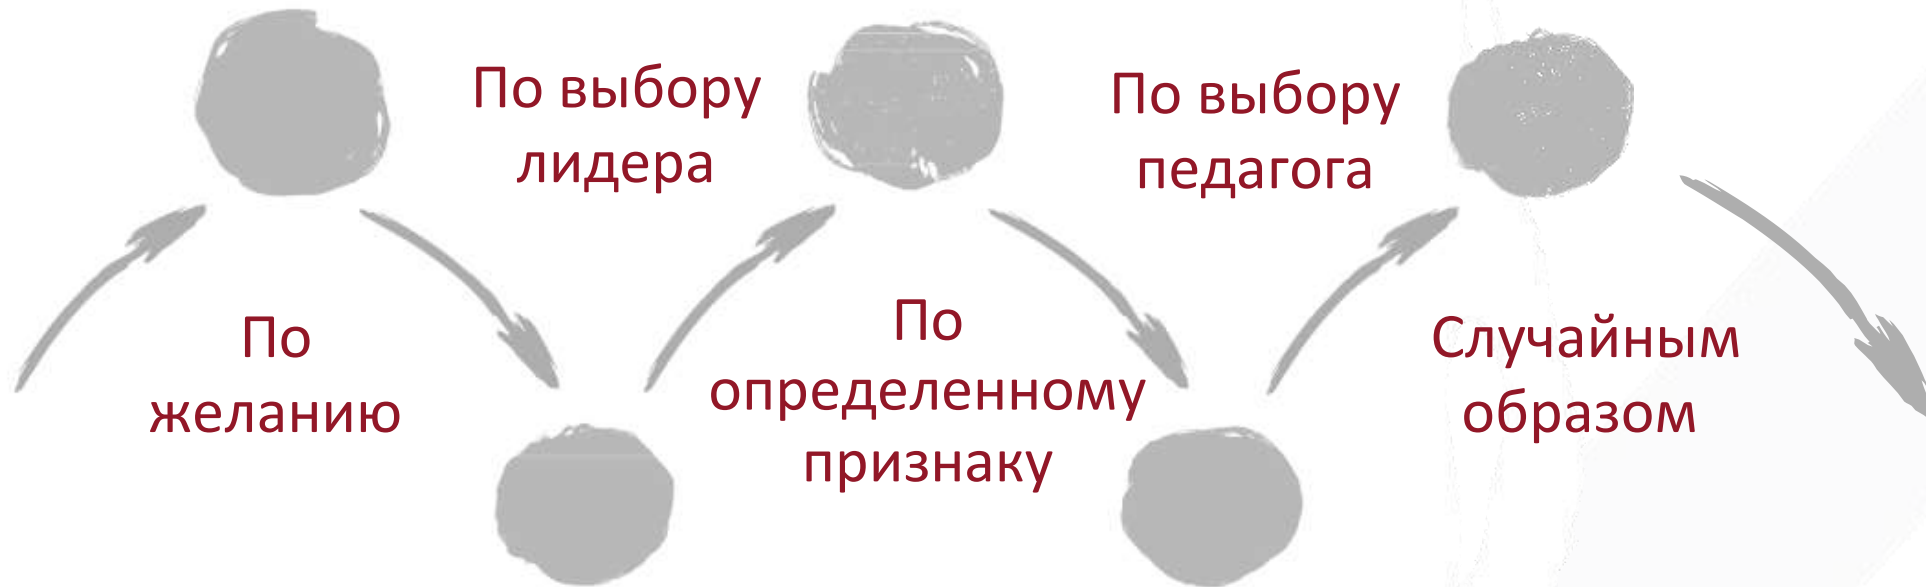 По
желанию
По выбору
лидера
По
определенному
признаку
По выбору
педагога
Случайным
образом